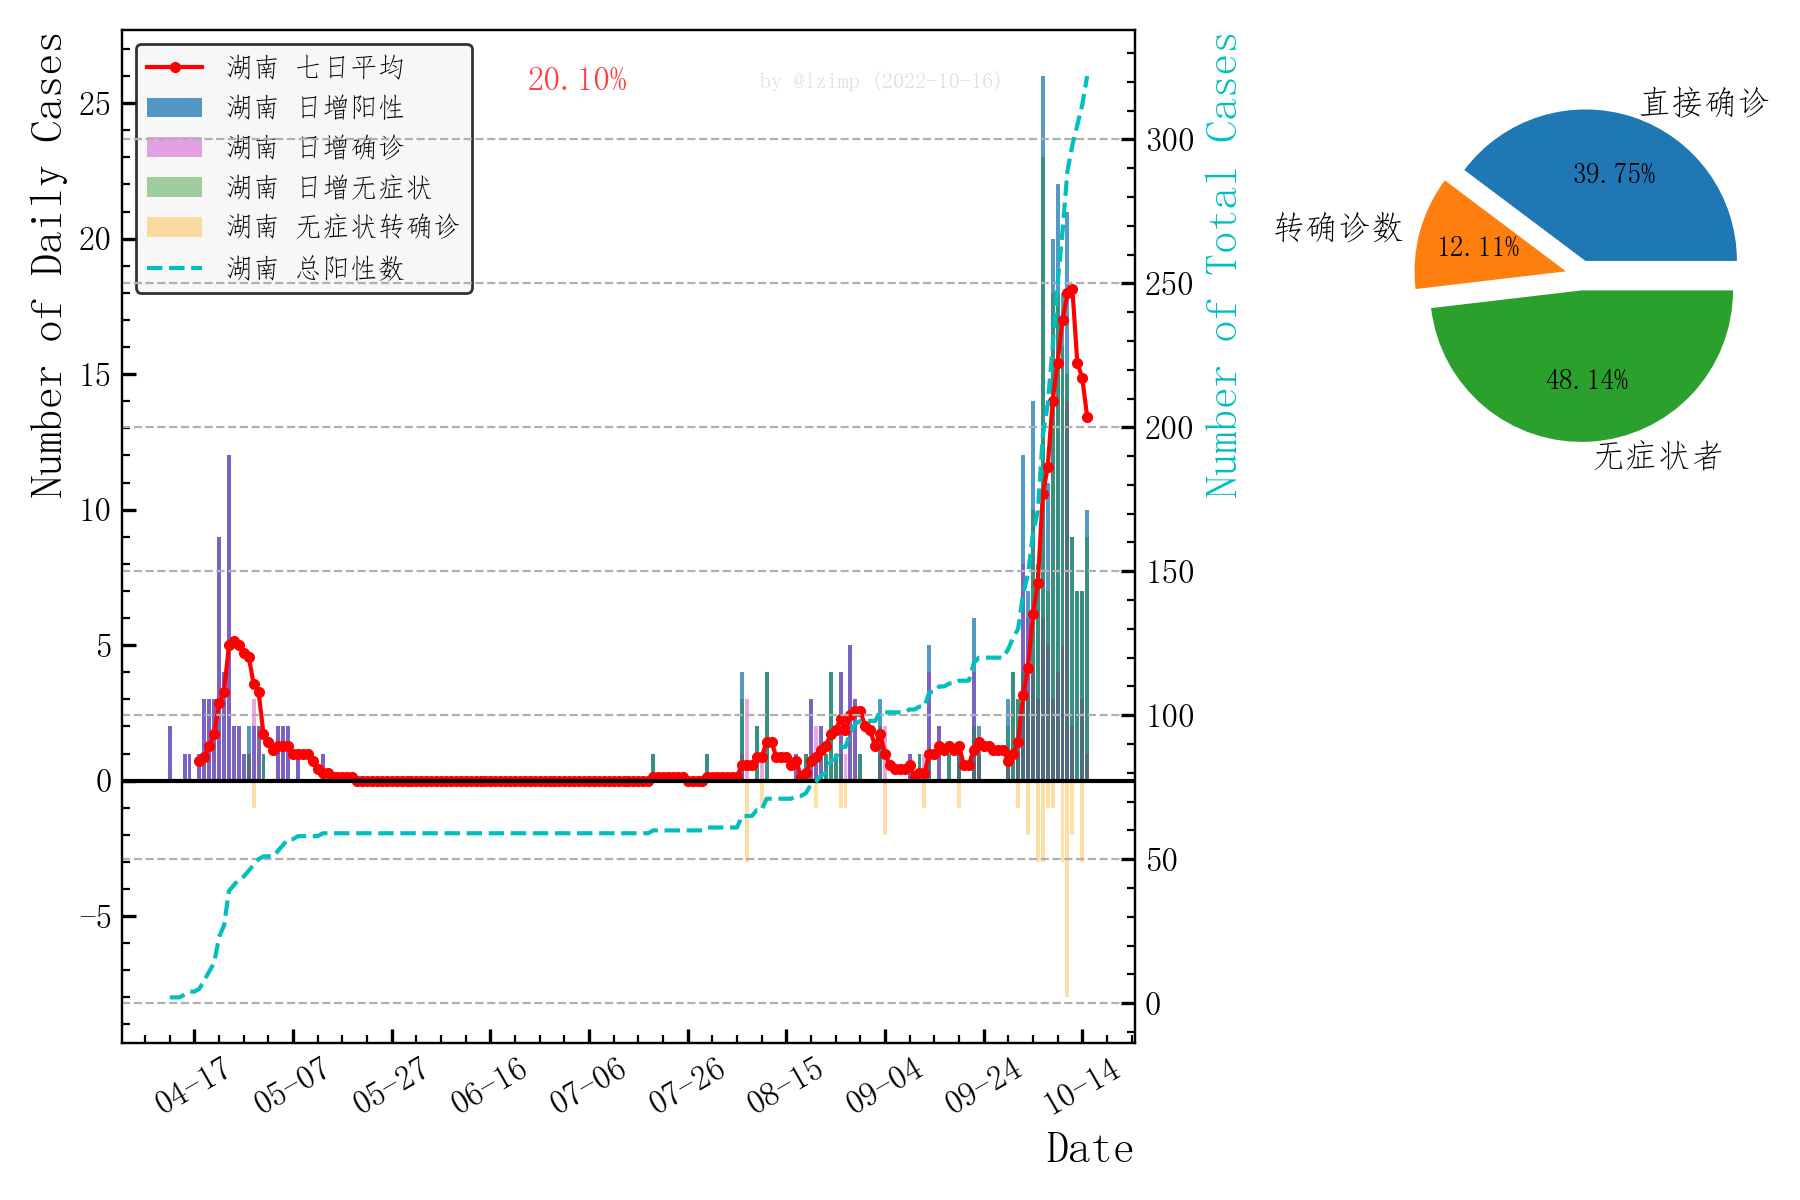 湖南 七日平均
湖南 日增阳性
湖南 日增确诊
湖南 日增无症状
湖南 无症状转确诊
湖南 总阳性数
20.10%
by @lzimp (2022-10-16)
Number of Daily Cases
25
20
15
10
5
0
-5
Number of Total Cases
300
250
200
150
100
50
0
04-17
05-07
05-27
06-16
07-06
07-26
08-15
09-04
09-24
10-14
Date
直接确诊
39.75%
转确诊数
12.11%
48.14%
无症状者